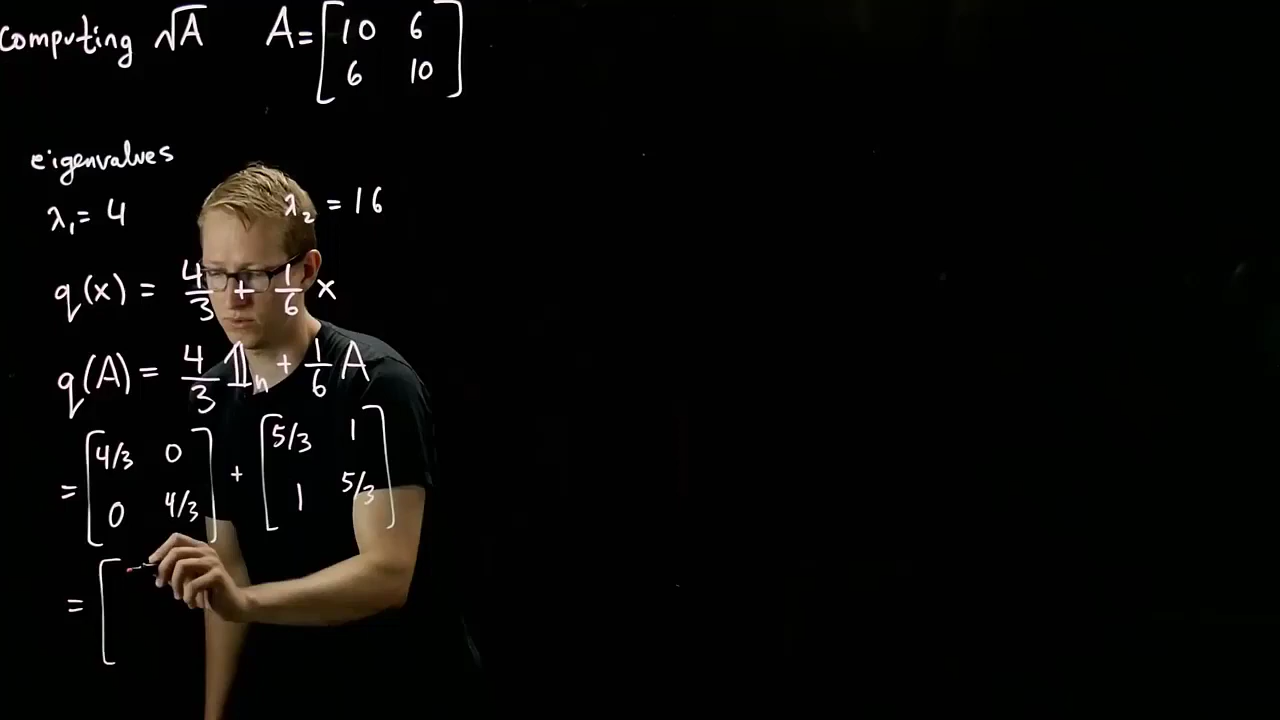 computing √A A = [10 6
6 10]
eigenvalues
λ₁ = 4 λ₂ = 16
q(x) = 4/3 + 1/6 x
q(A) = 4/3 𝟙ₙ + 1/6 A
= [4/3 0
0 4/3] + [5/3 1
1 5/3]
= [